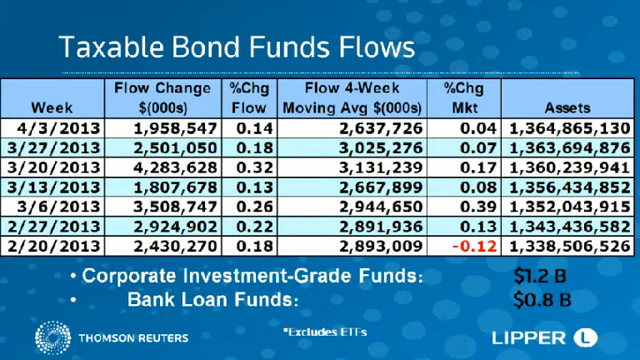 Taxable Bond Funds Flows
Flow Change %Chg Flow 4-Week %Chg
Week $(000s) Flow Moving Avg $(000s) Mkt Assets
4/3/2013 1,958,547 0.14 2,637,726 0.04 1,364,865,130
3/27/2013 2,501,050 0.18 3,025,276 0.07 1,363,694,876
3/20/2013 4,283,628 0.32 3,131,239 0.17 1,360,239,941
3/13/2013 1,807,678 0.13 2,667,899 0.08 1,356,434,852
3/6/2013 3,508,747 0.26 2,944,650 0.39 1,352,043,915
2/27/2013 2,924,902 0.22 2,891,936 0.13 1,343,436,582
2/20/2013 2,430,270 0.18 2,893,009 -0.12 1,338,506,526
• Corporate Investment-Grade Funds: $1.2 B
• Bank Loan Funds: $0.8 B
*Excludes ETFs
THOMSON REUTERS
LIPPER L